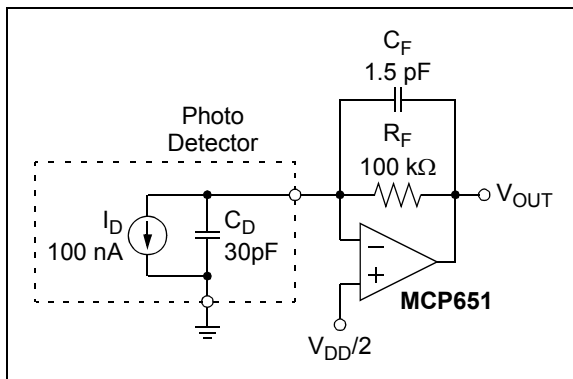 C_F
1.5 pF
Photo
Detector
R_F
100 kΩ
V_OUT
I_D
100 nA
C_D
30pF
−
+
MCP651
V_DD/2